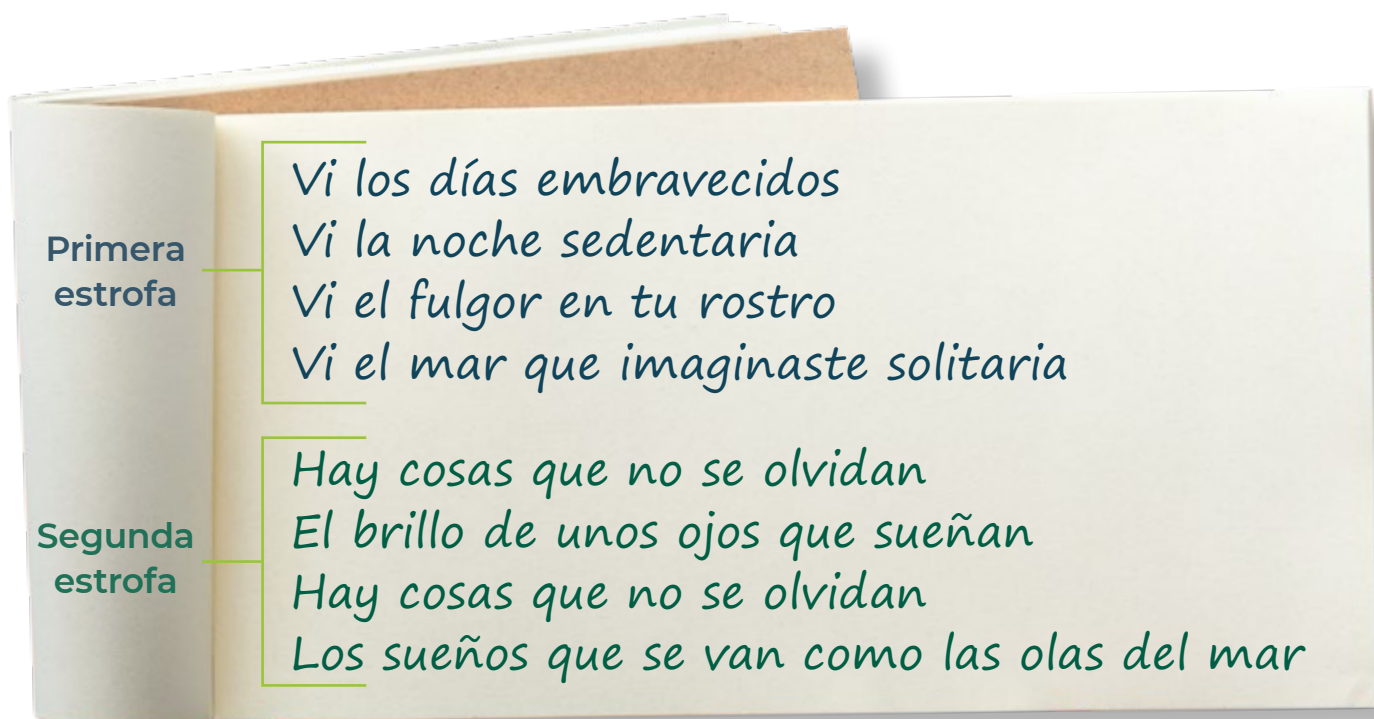 Primera
estrofa
Vi los días embravecidos
Vi la noche sedentaria
Vi el fulgor en tu rostro
Vi el mar que imaginaste solitaria
Segunda
estrofa
Hay cosas que no se olvidan
El brillo de unos ojos que sueñan
Hay cosas que no se olvidan
Los sueños que se van como las olas del mar